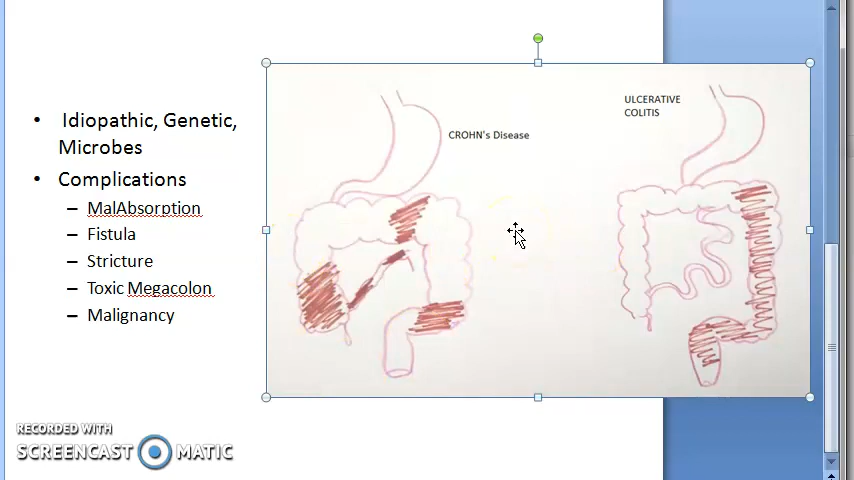 Idiopathic, Genetic,
Microbes
Complications
– MalAbsorption
– Fistula
– Stricture
– Toxic Megacolon
– Malignancy
CROHN's Disease
ULCERATIVE
COLITIS
RECORDED WITH
SCREENCAST MATIC